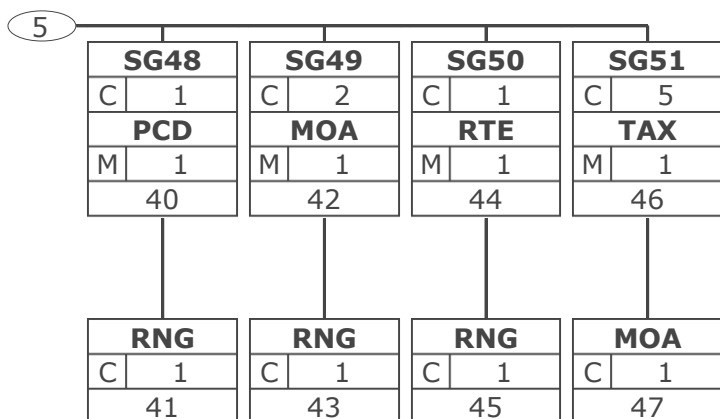 5
SG48 SG49 SG50 SG51
C 1 C 2 C 1 C 5
PCD MOA RTE TAX
M 1 M 1 M 1 M 1
40 42 44 46
RNG RNG RNG MOA
C 1 C 1 C 1 C 1
41 43 45 47